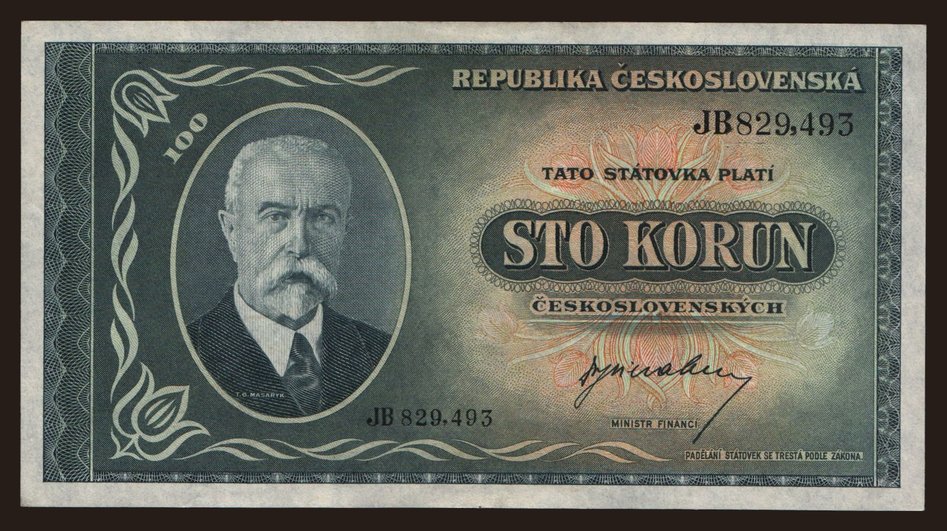 REPUBLIKA ČESKOSLOVENSKÁ
100
JB 829,493
TATO STÁTOVKA PLATÍ
STO KORUN
ČESKOSLOVENSKÝCH
T. G. MASARYK
JB 829,493
MINISTR FINANCÍ
PADĚLÁNÍ STÁTOVEK SE TRESTÁ PODLE ZÁKONA.